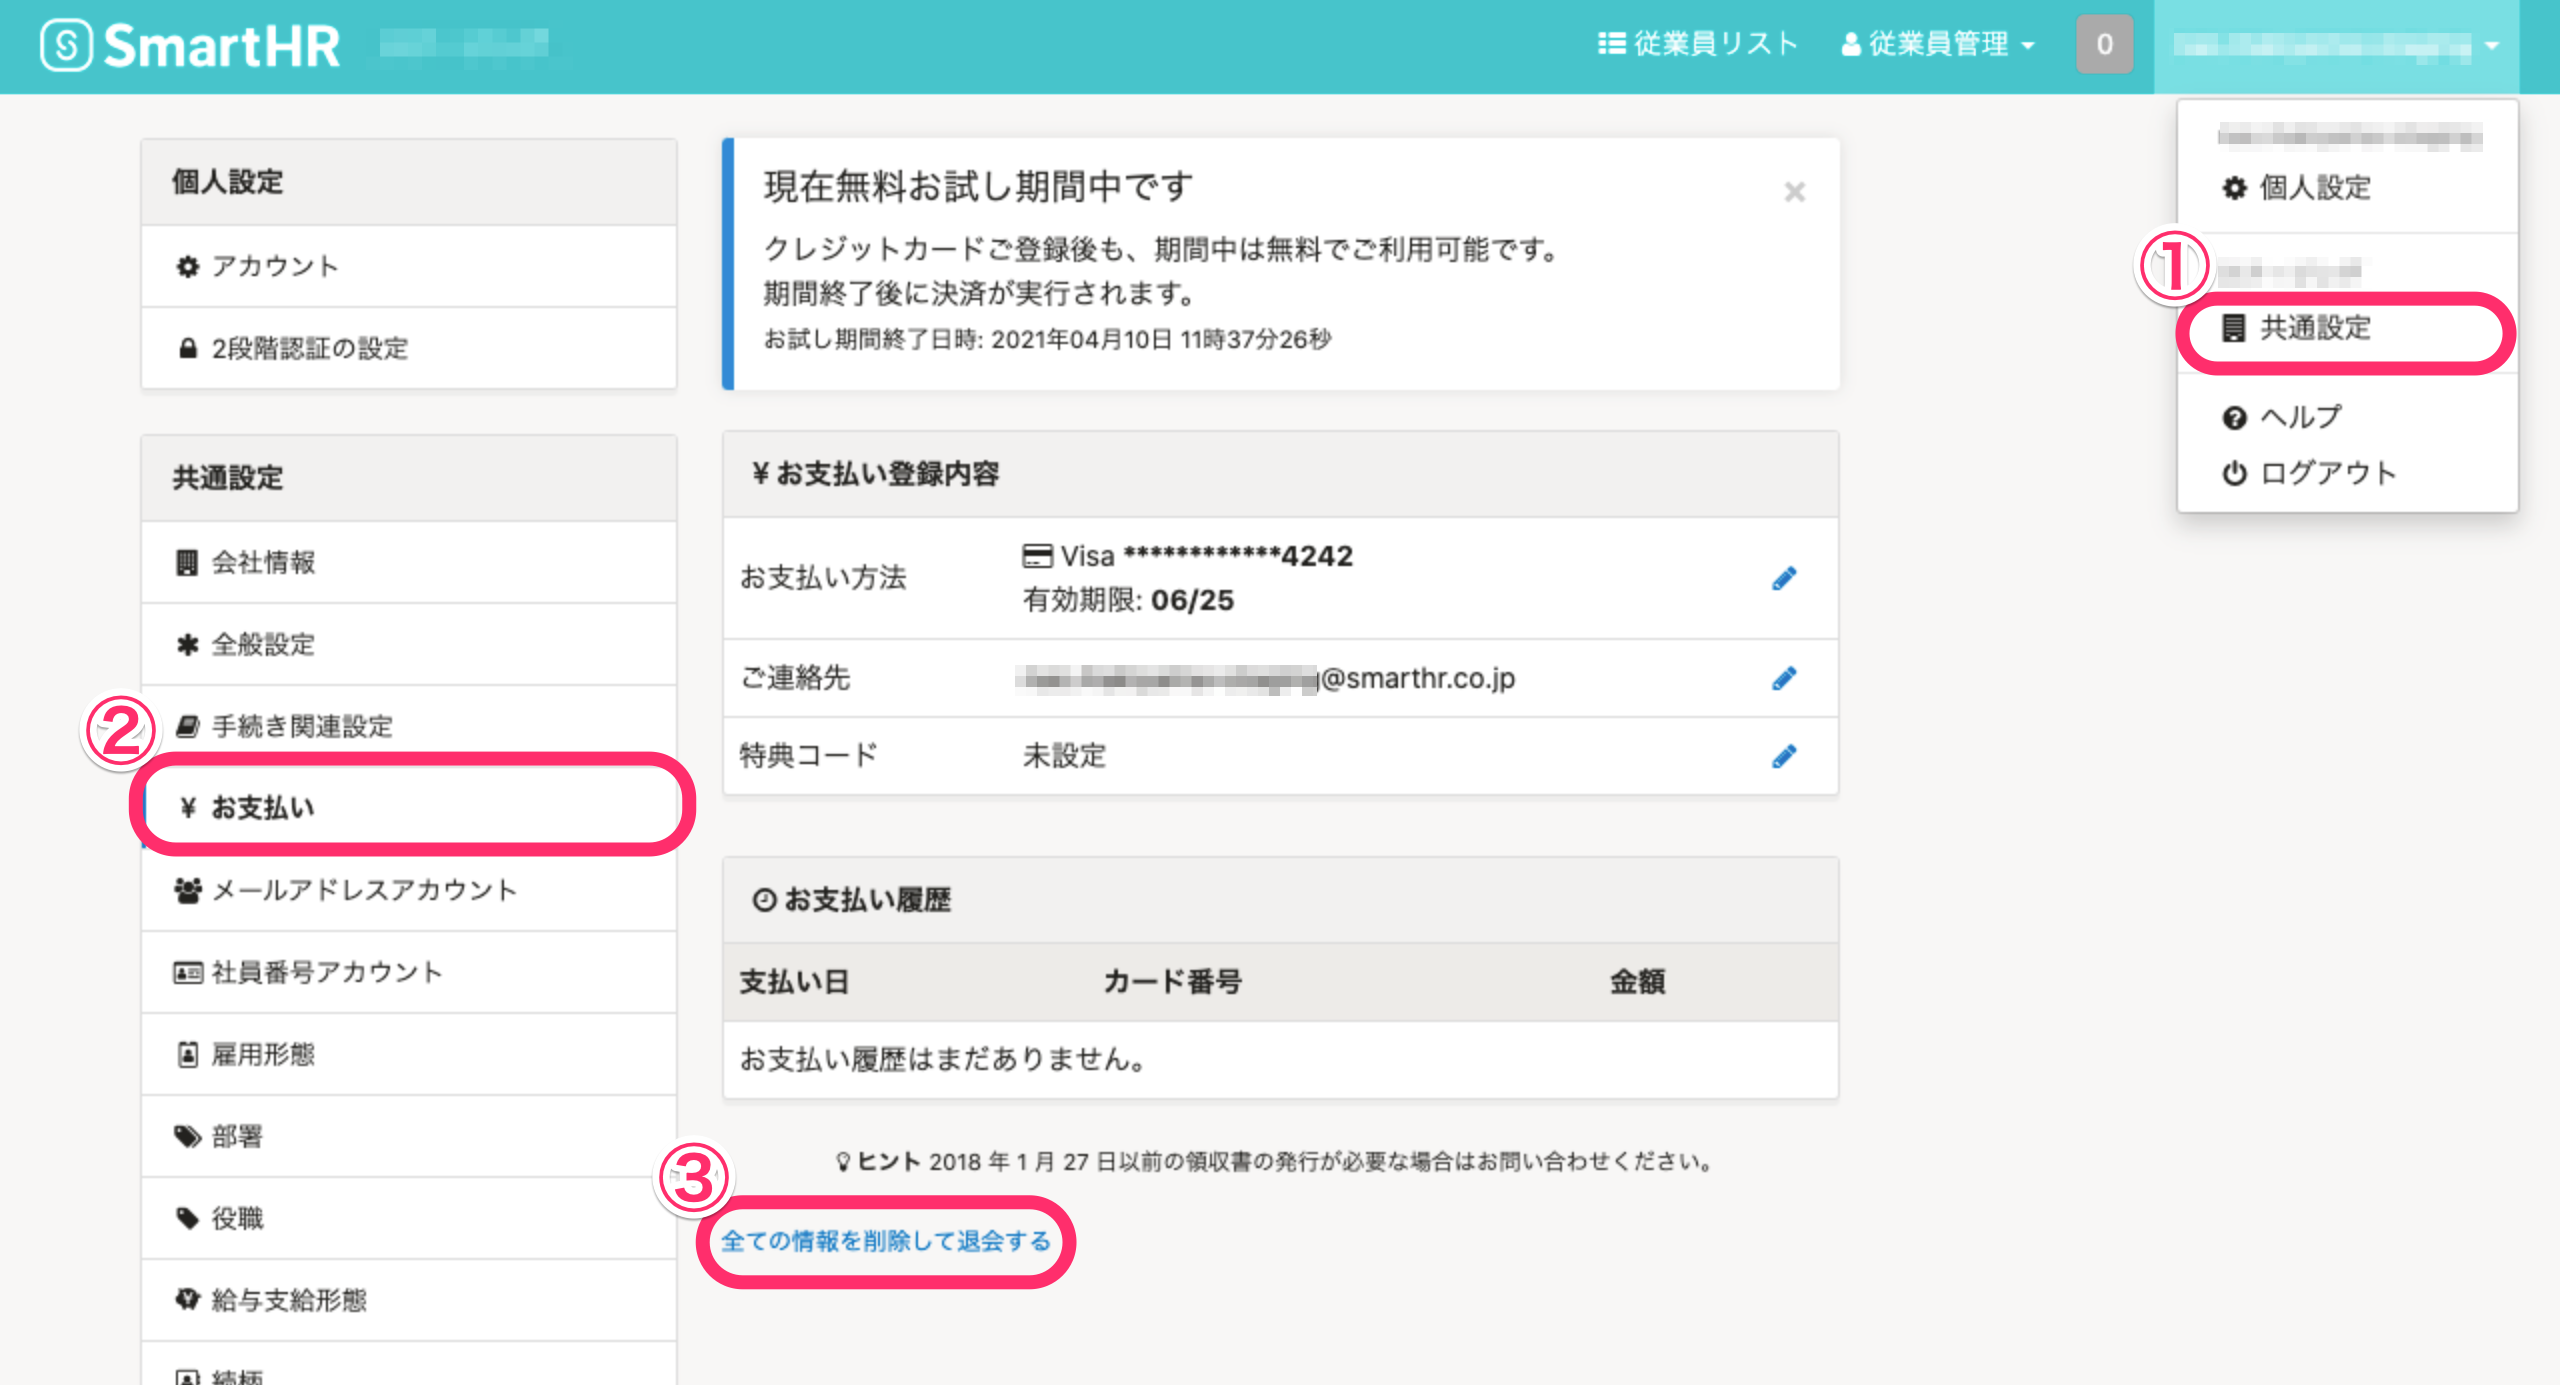 SmartHR
従業員リスト
従業員管理
0
個人設定
①
共通設定
ヘルプ
ログアウト
個人設定
アカウント
2段階認証の設定
共通設定
会社情報
全般設定
手続き関連設定
②
¥ お支払い
メールアドレスアカウント
社員番号アカウント
雇用形態
部署
役職
給与支給形態
続柄
現在無料お試し期間中です
×
クレジットカードご登録後も、期間中は無料でご利用可能です。
期間終了後に決済が実行されます。
お試し期間終了日時: 2021年04月10日 11時37分26秒
¥ お支払い登録内容
お支払い方法
Visa ************4242
有効期限: 06/25
ご連絡先
@smarthr.co.jp
特典コード
未設定
お支払い履歴
支払い日 カード番号 金額
お支払い履歴はまだありません。
ヒント 2018 年 1 月 27 日以前の領収書の発行が必要な場合はお問い合わせください。
③
全ての情報を削除して退会する